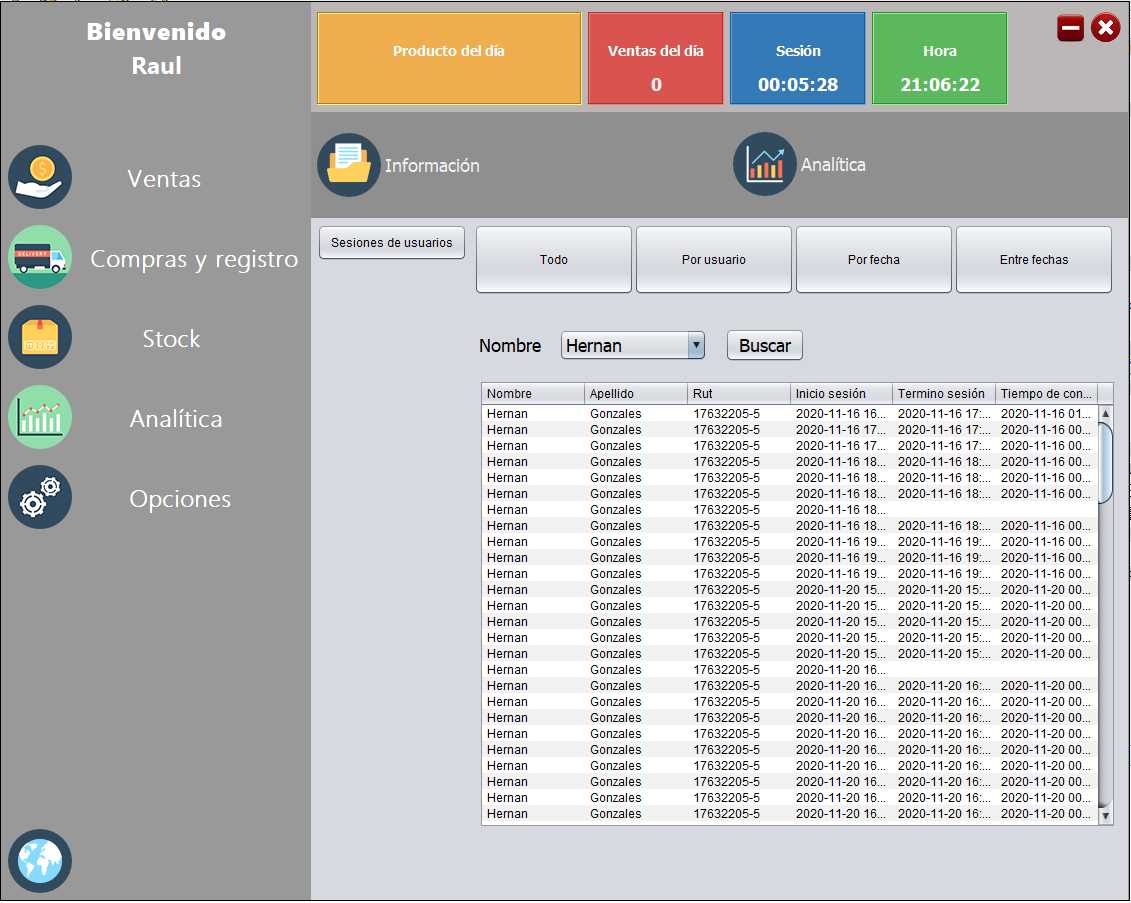 Bienvenido
Raul
Producto del día
Ventas del día
0
Sesión
00:05:28
Hora
21:06:22
Ventas
DELIVERY
Compras y registro
Stock
Analítica
Opciones
Información
Analítica
Sesiones de usuarios
Todo
Por usuario
Por fecha
Entre fechas
Nombre Hernan Buscar
Nombre Apellido Rut Inicio sesión Termino sesión Tiempo de con...
Hernan Gonzales 17632205-5 2020-11-16 16... 2020-11-16 17:... 2020-11-16 01...
Hernan Gonzales 17632205-5 2020-11-16 17... 2020-11-16 17:... 2020-11-16 00...
Hernan Gonzales 17632205-5 2020-11-16 17... 2020-11-16 17:... 2020-11-16 00...
Hernan Gonzales 17632205-5 2020-11-16 18... 2020-11-16 18:... 2020-11-16 00...
Hernan Gonzales 17632205-5 2020-11-16 18... 2020-11-16 18:... 2020-11-16 00...
Hernan Gonzales 17632205-5 2020-11-16 18... 2020-11-16 18:... 2020-11-16 00...
Hernan Gonzales 17632205-5 2020-11-16 18...
Hernan Gonzales 17632205-5 2020-11-16 18... 2020-11-16 18:... 2020-11-16 00...
Hernan Gonzales 17632205-5 2020-11-16 19... 2020-11-16 19:... 2020-11-16 00...
Hernan Gonzales 17632205-5 2020-11-16 19... 2020-11-16 19:... 2020-11-16 00...
Hernan Gonzales 17632205-5 2020-11-16 19... 2020-11-16 19:... 2020-11-16 00...
Hernan Gonzales 17632205-5 2020-11-20 15... 2020-11-20 15:... 2020-11-20 00...
Hernan Gonzales 17632205-5 2020-11-20 15... 2020-11-20 15:... 2020-11-20 00...
Hernan Gonzales 17632205-5 2020-11-20 15... 2020-11-20 15:... 2020-11-20 00...
Hernan Gonzales 17632205-5 2020-11-20 15... 2020-11-20 15:... 2020-11-20 00...
Hernan Gonzales 17632205-5 2020-11-20 15... 2020-11-20 15:... 2020-11-20 00...
Hernan Gonzales 17632205-5 2020-11-20 16...
Hernan Gonzales 17632205-5 2020-11-20 16... 2020-11-20 16:... 2020-11-20 00...
Hernan Gonzales 17632205-5 2020-11-20 16... 2020-11-20 16:... 2020-11-20 00...
Hernan Gonzales 17632205-5 2020-11-20 16... 2020-11-20 16:... 2020-11-20 00...
Hernan Gonzales 17632205-5 2020-11-20 16... 2020-11-20 16:... 2020-11-20 00...
Hernan Gonzales 17632205-5 2020-11-20 16... 2020-11-20 16:... 2020-11-20 00...
Hernan Gonzales 17632205-5 2020-11-20 16... 2020-11-20 16:... 2020-11-20 00...
Hernan Gonzales 17632205-5 2020-11-20 16... 2020-11-20 16:... 2020-11-20 00...
Hernan Gonzales 17632205-5 2020-11-20 16... 2020-11-20 16:... 2020-11-20 00...
Hernan Gonzales 17632205-5 2020-11-20 16... 2020-11-20 16:... 2020-11-20 00...